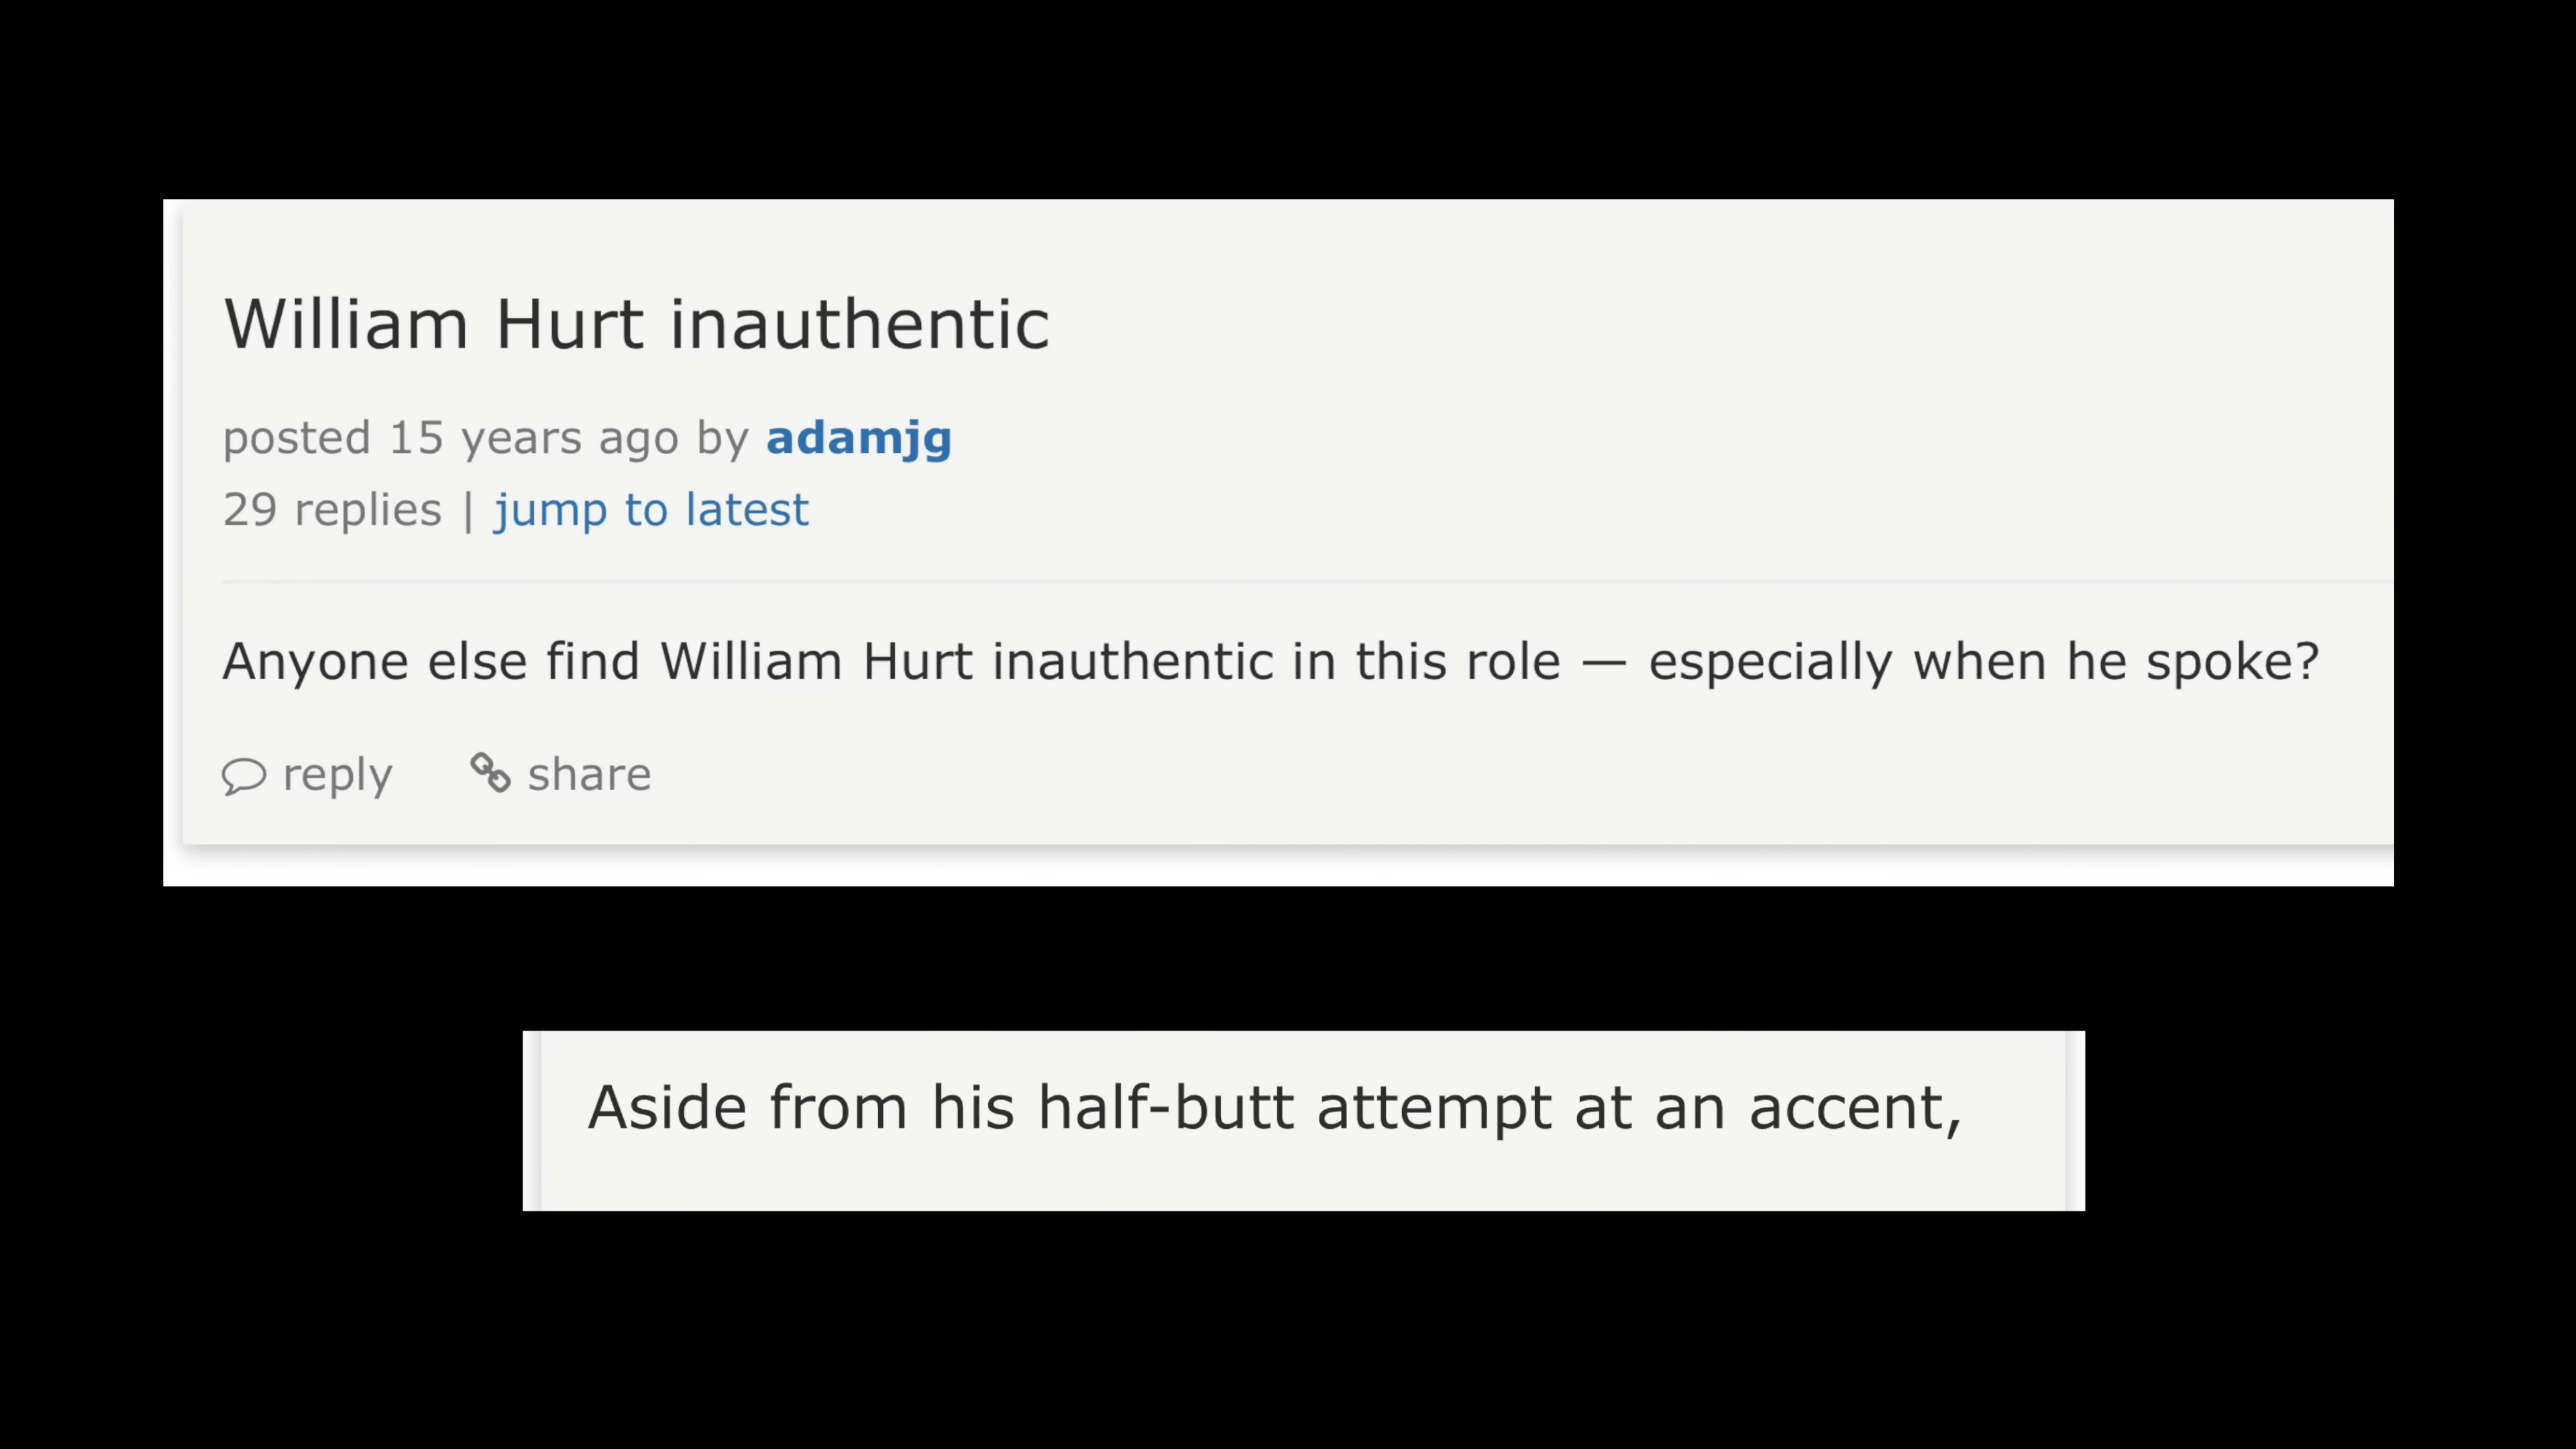 William Hurt inauthentic
posted 15 years ago by adamjg
29 replies | jump to latest
Anyone else find William Hurt inauthentic in this role — especially when he spoke?
reply share
Aside from his half-butt attempt at an accent,